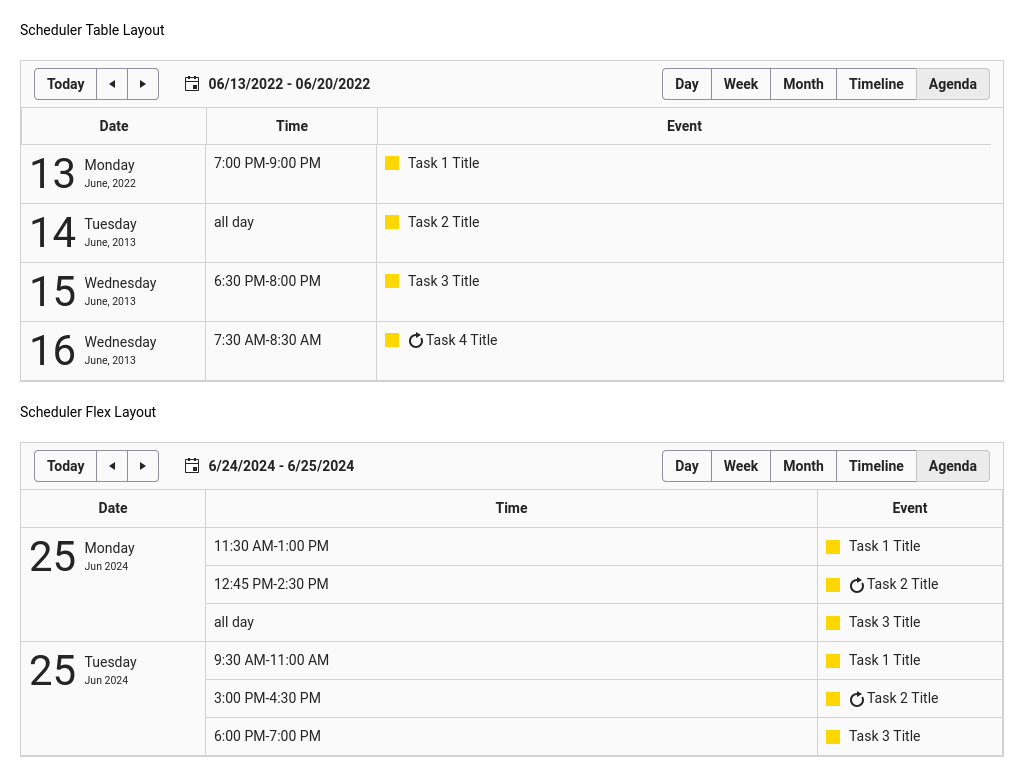 Scheduler Table Layout
Today 06/13/2022 - 06/20/2022 Day Week Month Timeline Agenda
Date Time Event
13 Monday June, 2022 7:00 PM-9:00 PM Task 1 Title
14 Tuesday June, 2013 all day Task 2 Title
15 Wednesday June, 2013 6:30 PM-8:00 PM Task 3 Title
16 Wednesday June, 2013 7:30 AM-8:30 AM Task 4 Title
Scheduler Flex Layout
Today 6/24/2024 - 6/25/2024 Day Week Month Timeline Agenda
Date Time Event
25 Monday Jun 2024 11:30 AM-1:00 PM Task 1 Title
12:45 PM-2:30 PM Task 2 Title
all day Task 3 Title
25 Tuesday Jun 2024 9:30 AM-11:00 AM Task 1 Title
3:00 PM-4:30 PM Task 2 Title
6:00 PM-7:00 PM Task 3 Title